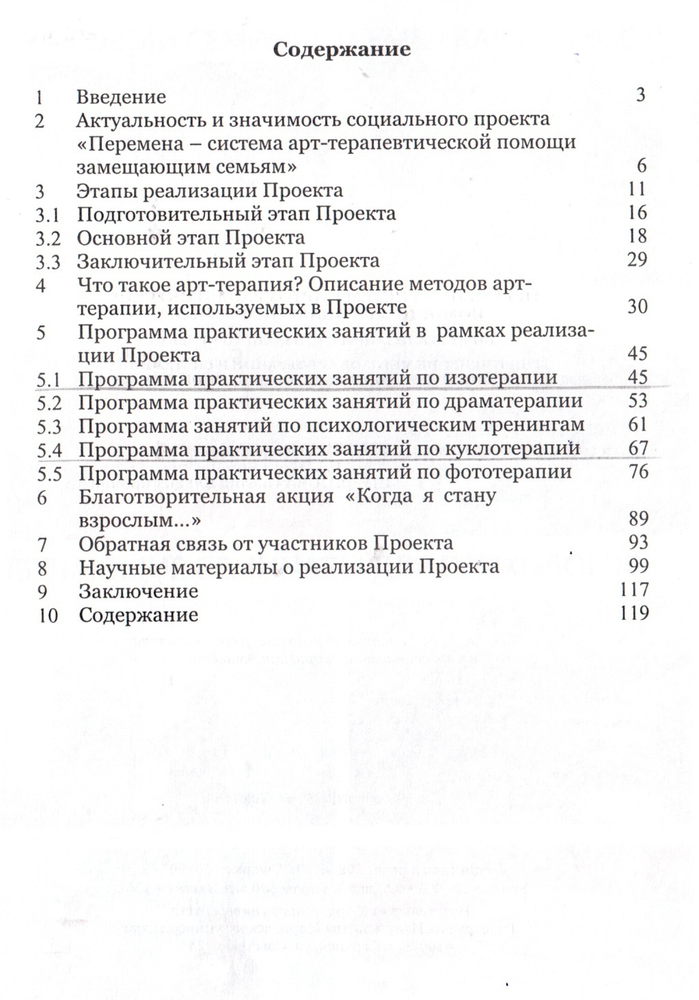 Содержание
1 Введение 3
2 Актуальность и значимость социального проекта
«Перемена – система арт-терапевтической помощи
замещающим семьям» 6
3 Этапы реализации Проекта 11
3.1 Подготовительный этап Проекта 16
3.2 Основной этап Проекта 18
3.3 Заключительный этап Проекта 29
4 Что такое арт-терапия? Описание методов арт-
терапии, используемых в Проекте 30
5 Программа практических занятий в рамках реализа-
ции Проекта 45
5.1 Программа практических занятий по изотерапии 45
5.2 Программа практических занятий по драматерапии 53
5.3 Программа занятий по психологическим тренингам 61
5.4 Программа практических занятий по куклотерапии 67
5.5 Программа практических занятий по фототерапии 76
6 Благотворительная акция «Когда я стану
взрослым...» 89
7 Обратная связь от участников Проекта 93
8 Научные материалы о реализации Проекта 99
9 Заключение 117
10 Содержание 119